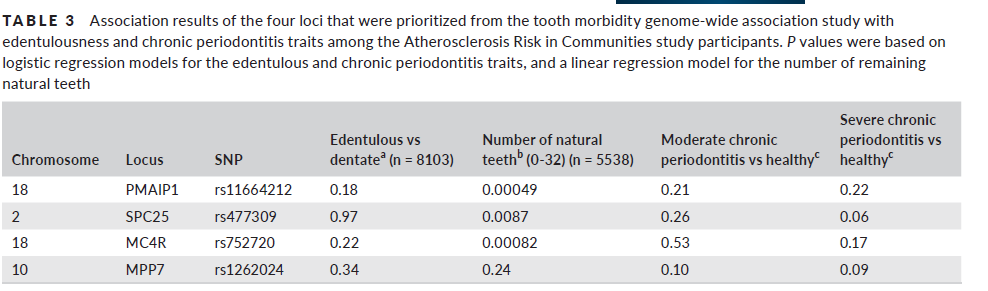 TABLE 3 Association results of the four loci that were prioritized from the tooth morbidity genome-wide association study with
edentulousness and chronic periodontitis traits among the Atherosclerosis Risk in Communities study participants. P values were based on
logistic regression models for the edentulous and chronic periodontitis traits, and a linear regression model for the number of remaining
natural teeth
Chromosome Locus SNP Edentulous vs dentateᵃ (n = 8103) Number of natural teethᵇ (0-32) (n = 5538) Moderate chronic periodontitis vs healthyᶜ Severe chronic periodontitis vs healthyᶜ
18 PMAIP1 rs11664212 0.18 0.00049 0.21 0.22
2 SPC25 rs477309 0.97 0.0087 0.26 0.06
18 MC4R rs752720 0.22 0.00082 0.53 0.17
10 MPP7 rs1262024 0.34 0.24 0.10 0.09